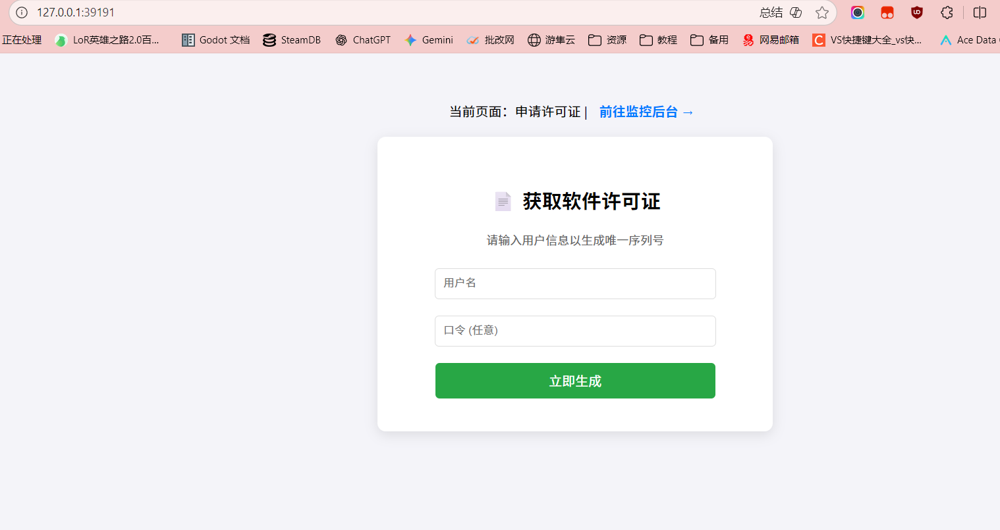 127.0.0.1:39191 总结
正在处理 LoR英雄之路2.0百... Godot 文档 SteamDB ChatGPT Gemini 批改网 游集云 资源 教程 备用 网易邮箱 VS快捷键大全_vs快... Ace Data
当前页面：申请许可证 | 前往监控后台 →
获取软件许可证
请输入用户信息以生成唯一序列号
用户名
口令 (任意)
立即生成